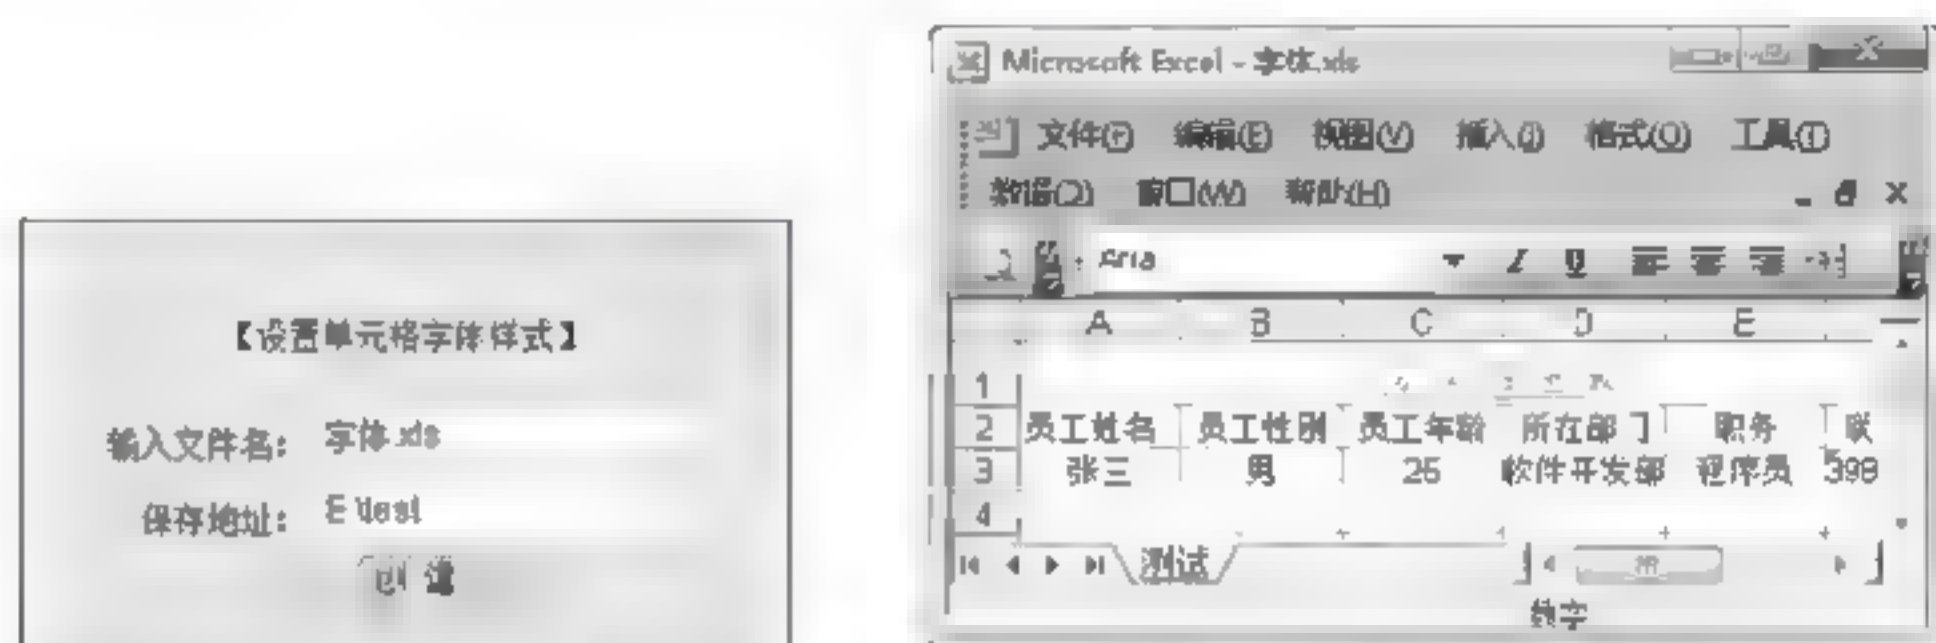 【设置单元格字体样式】
输入文件名： 字体.xls
保存地址： E:\test
创 建
Microsoft Excel - 字体.xls
文件(F) 编辑(E) 视图(V) 插入(I) 格式(O) 工具(T)
数据(D) 窗口(W) 帮助(H)
Aria I U
A B C D E
1
2 员工姓名 员工性别 员工年龄 所在部门 职务 联
3 张三 男 25 软件开发部 程序员 398
4
测试
数字